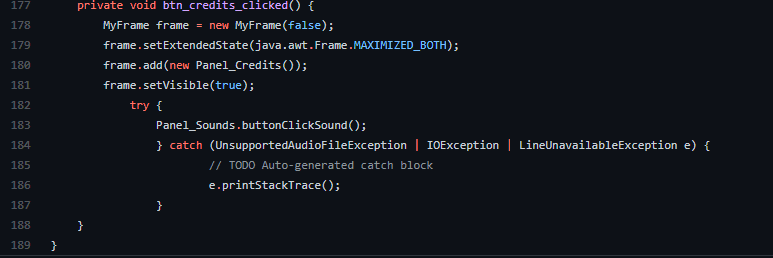 177 private void btn_credits_clicked() {
178 MyFrame frame = new MyFrame(false);
179 frame.setExtendedState(java.awt.Frame.MAXIMIZED_BOTH);
180 frame.add(new Panel_Credits());
181 frame.setVisible(true);
182 try {
183 Panel_Sounds.buttonClickSound();
184 } catch (UnsupportedAudioFileException | IOException | LineUnavailableException e) {
185 // TODO Auto-generated catch block
186 e.printStackTrace();
187 }
188 }
189 }